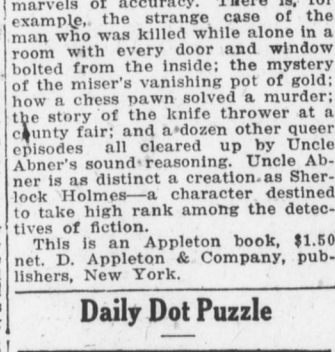 marvels of accuracy. There is, for
example, the strange case of the
man who was killed while alone in a
room with every door and window
bolted from the inside; the mystery
of the miser's vanishing pot of gold;
how a chess pawn solved a murder;
the story of the knife thrower at a
county fair; and a dozen other queer
episodes all cleared up by Uncle
Abner's sound reasoning. Uncle Ab-
ner is as distinct a creation as Sher-
lock Holmes—a character destined
to take high rank among the detec-
tives of fiction.
This is an Appleton book, $1.50
net. D. Appleton & Company, pub-
lishers, New York.
Daily Dot Puzzle